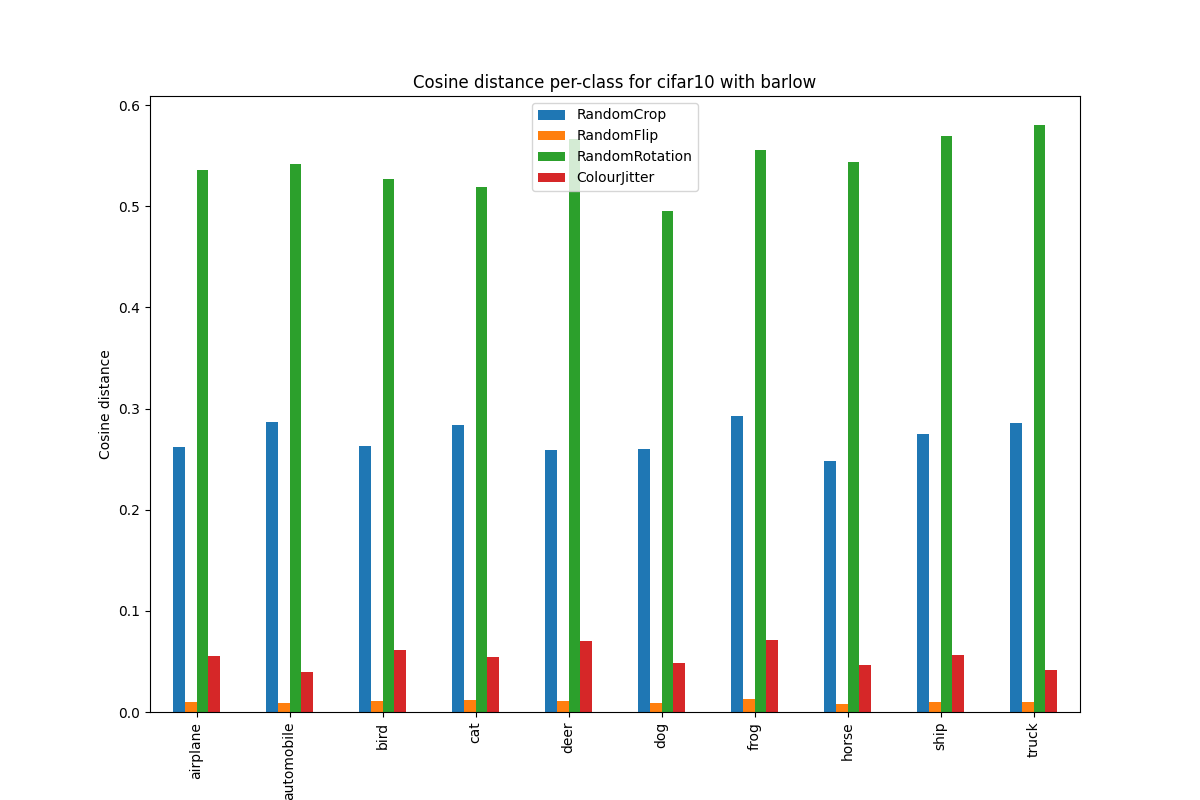 Cosine distance per-class for cifar10 with barlow
RandomCrop
RandomFlip
RandomRotation
ColourJitter
Cosine distance
0.6
0.5
0.4
0.3
0.2
0.1
0.0
airplane
automobile
bird
cat
deer
dog
frog
horse
ship
truck